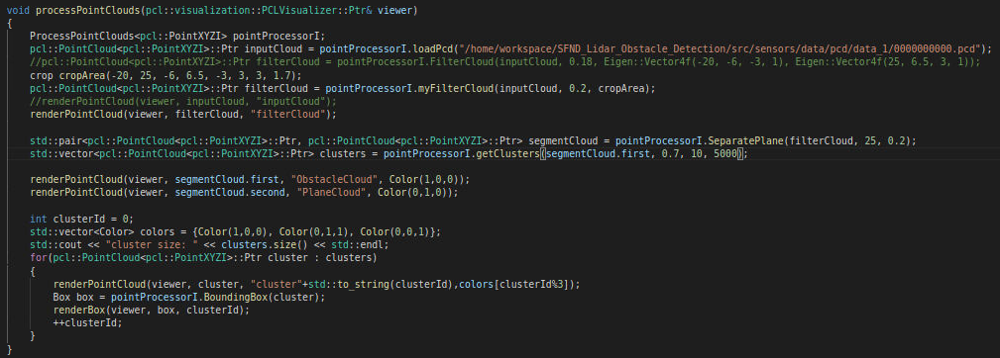 void processPointClouds(pcl::visualization::PCLVisualizer::Ptr& viewer)
{
ProcessPointClouds<pcl::PointXYZI> pointProcessorI;
pcl::PointCloud<pcl::PointXYZI>::Ptr inputCloud = pointProcessorI.loadPcd("/home/workspace/SFND_Lidar_Obstacle_Detection/src/sensors/data/pcd/data_1/0000000000.pcd");
//pcl::PointCloud<pcl::PointXYZI>::Ptr filterCloud = pointProcessorI.FilterCloud(inputCloud, 0.18, Eigen::Vector4f(-20, -6, -3, 1), Eigen::Vector4f(25, 6.5, 3, 1));
crop cropArea(-20, 25, -6, 6.5, -3, 3, 3, 1.7);
pcl::PointCloud<pcl::PointXYZI>::Ptr filterCloud = pointProcessorI.myFilterCloud(inputCloud, 0.2, cropArea);
//renderPointCloud(viewer, inputCloud, "inputCloud");
renderPointCloud(viewer, filterCloud, "filterCloud");
std::pair<pcl::PointCloud<pcl::PointXYZI>::Ptr, pcl::PointCloud<pcl::PointXYZI>::Ptr> segmentCloud = pointProcessorI.SeparatePlane(filterCloud, 25, 0.2);
std::vector<pcl::PointCloud<pcl::PointXYZI>::Ptr> clusters = pointProcessorI.getClusters(segmentCloud.first, 0.7, 10, 5000);
renderPointCloud(viewer, segmentCloud.first, "ObstacleCloud", Color(1,0,0));
renderPointCloud(viewer, segmentCloud.second, "PlaneCloud", Color(0,1,0));
int clusterId = 0;
std::vector<Color> colors = {Color(1,0,0), Color(0,1,1), Color(0,0,1)};
std::cout << "cluster size: " << clusters.size() << std::endl;
for(pcl::PointCloud<pcl::PointXYZI>::Ptr cluster : clusters)
{
renderPointCloud(viewer, cluster, "cluster"+std::to_string(clusterId),colors[clusterId%3]);
Box box = pointProcessorI.BoundingBox(cluster);
renderBox(viewer, box, clusterId);
++clusterId;
}
}